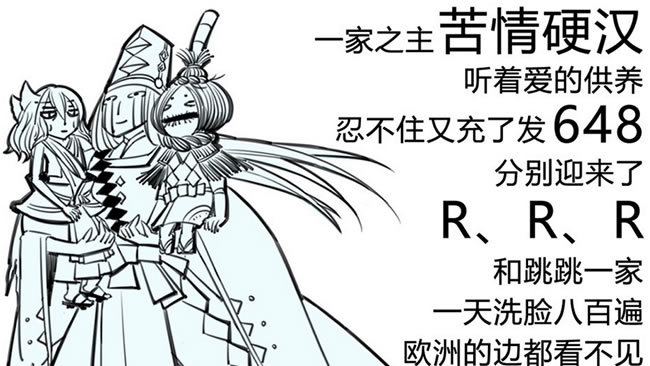 一家之主苦情硬汉
听着爱的供养
忍不住又充了发648
分别迎来了
R、R、R
和跳跳一家
一天洗脸八百遍
欧洲的边都看不见